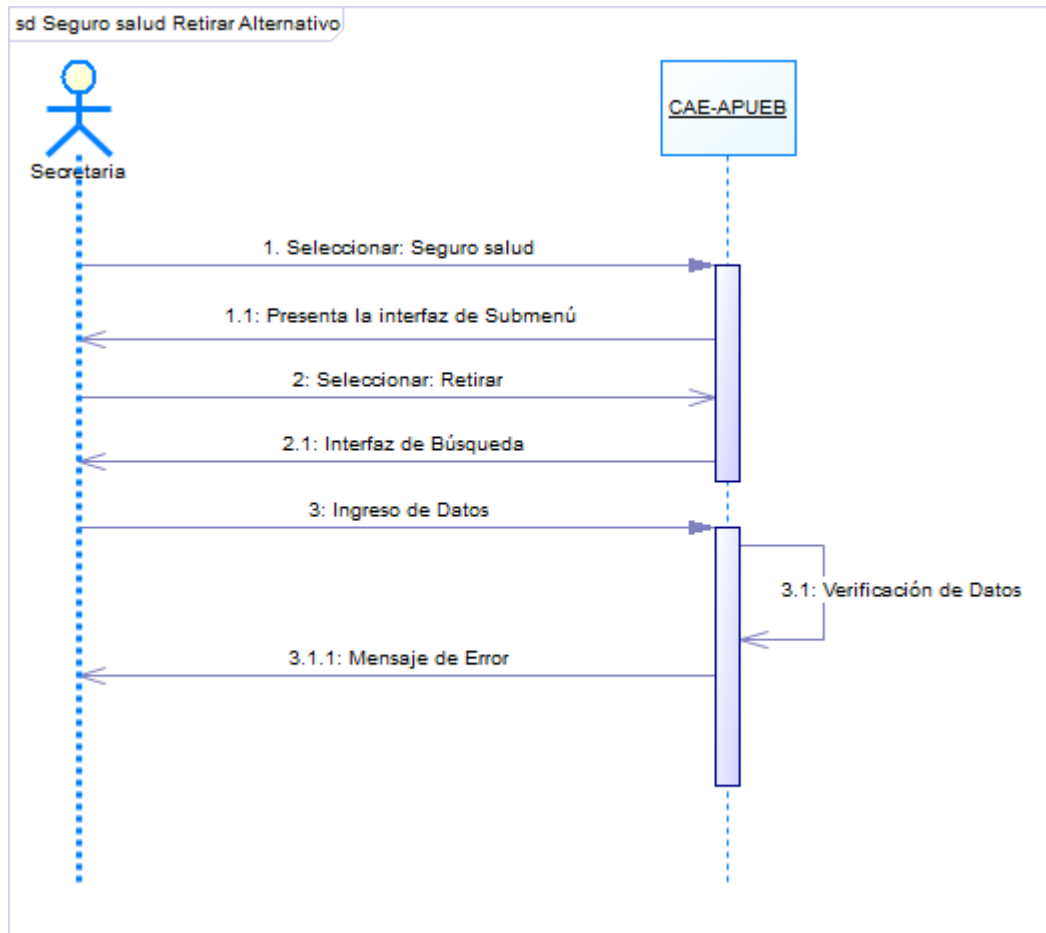 sd Seguro salud Retirar Alternativo
CAE-APUEB
Secretaria
1. Seleccionar: Seguro salud
1.1: Presenta la interfaz de Submenú
2: Seleccionar: Retirar
2.1: Interfaz de Búsqueda
3: Ingreso de Datos
3.1: Verificación de Datos
3.1.1: Mensaje de Error